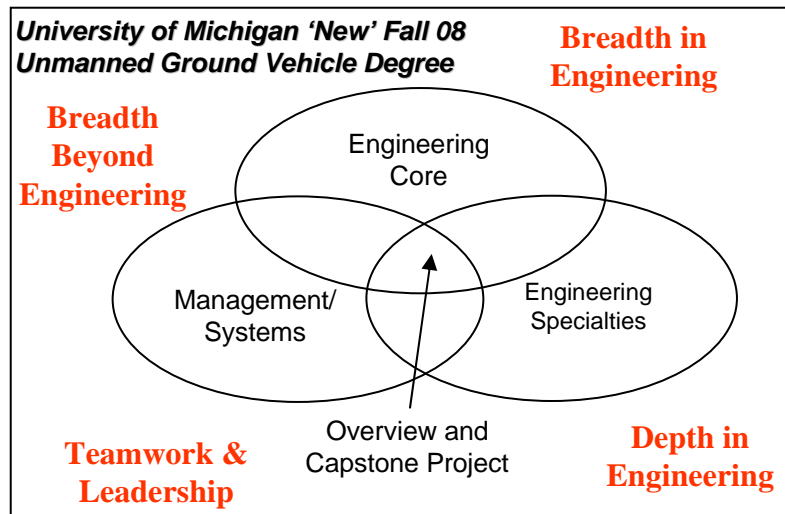 University of Michigan ‘New’ Fall 08
Unmanned Ground Vehicle Degree
Breadth in
Engineering
Breadth
Beyond
Engineering
Engineering
Core
Management/
Systems
Engineering
Specialties
Overview and
Capstone Project
Teamwork &
Leadership
Depth in
Engineering